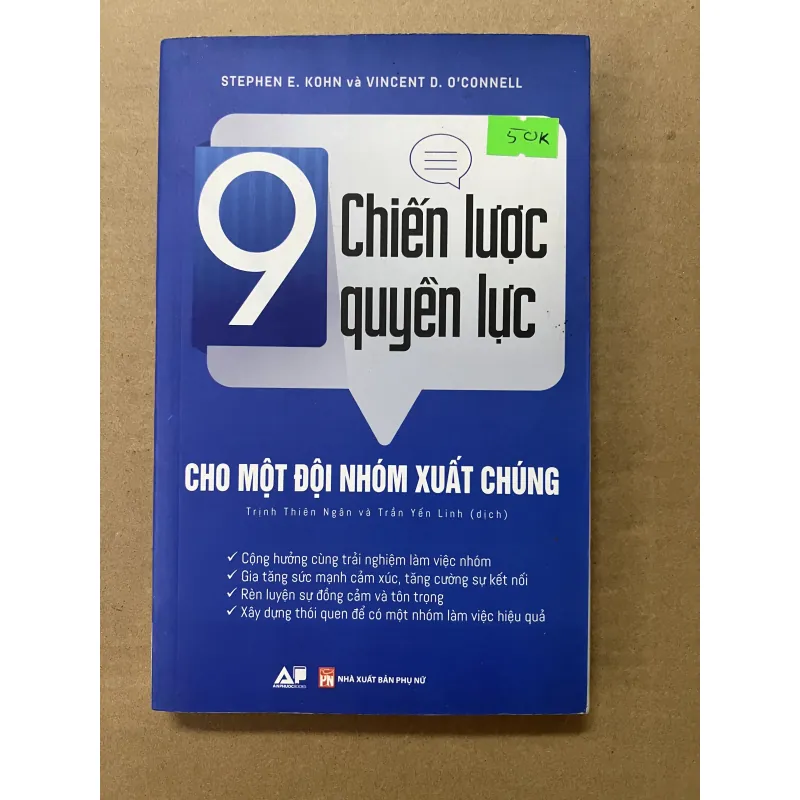 STEPHEN E. KOHN và VINCENT D. O'CONNELL
50K
9 Chiến lược
quyền lực
CHO MỘT ĐỘI NHÓM XUẤT CHÚNG
Trịnh Thiên Ngân và Trần Yến Linh (dịch)
✓ Cộng hưởng cùng trải nghiệm làm việc nhóm
✓ Gia tăng sức mạnh cảm xúc, tăng cường sự kết nối
✓ Rèn luyện sự đồng cảm và tôn trọng
✓ Xây dựng thói quen để có một nhóm làm việc hiệu quả
AP
ANPHUOCBOOKS
PN
NHÀ XUẤT BẢN PHỤ NỮ